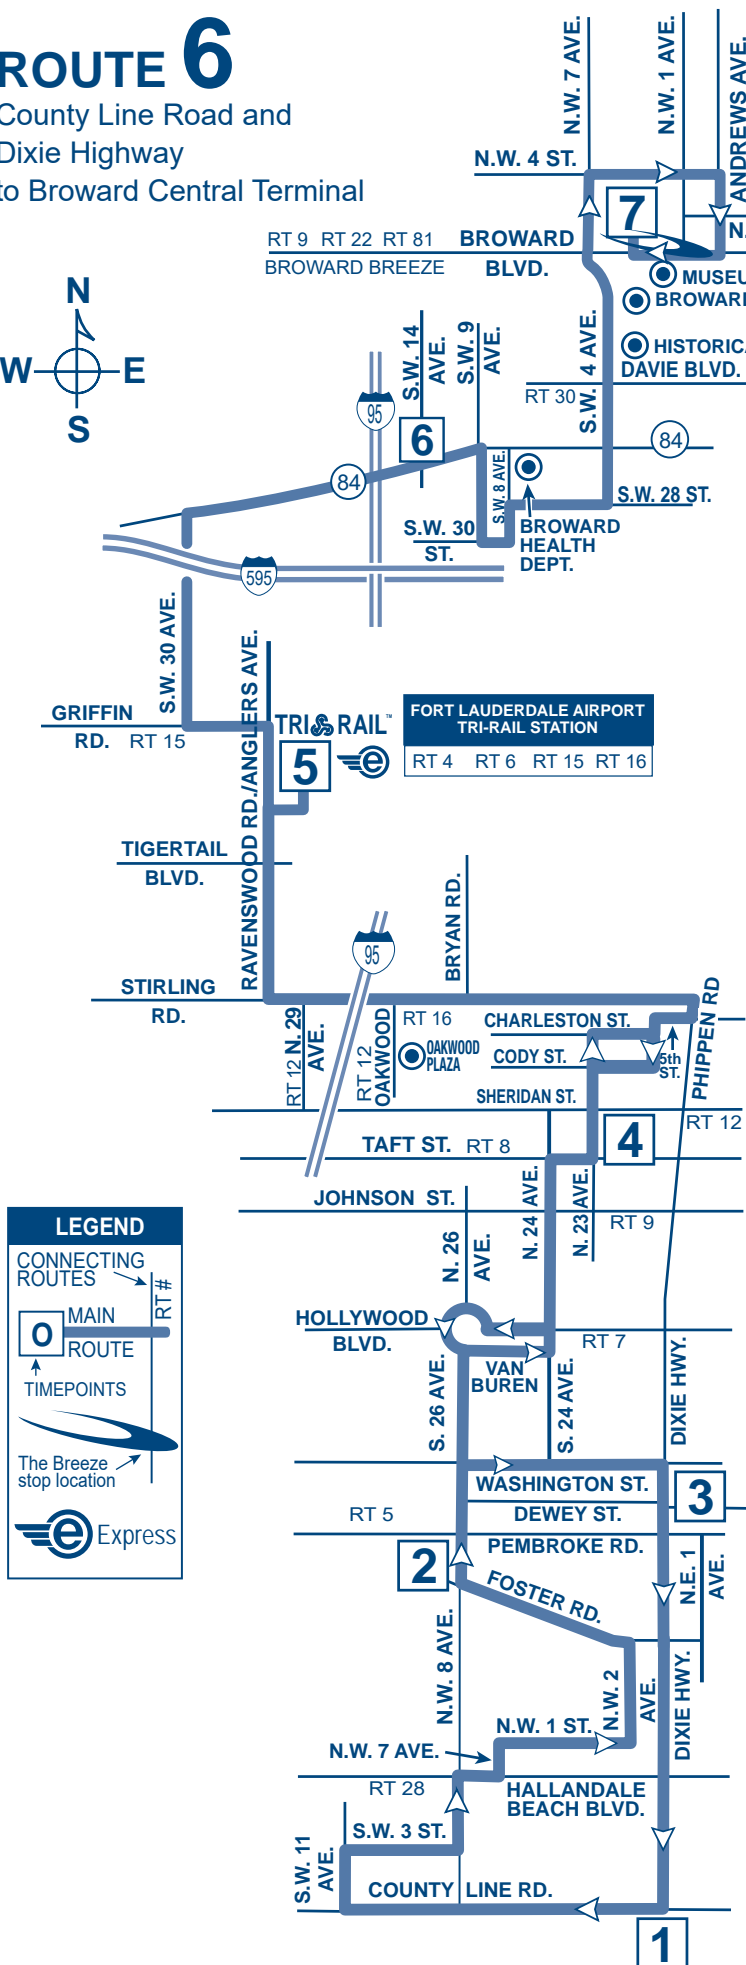 ROUTE 6
County Line Road and
Dixie Highway
to Broward Central Terminal
N.W. 7 AVE.
N.W. 1 AVE.
ANDREWS AVE.
N.W. 4 ST.
7
N.
RT 9 RT 22 RT 81
BROWARD BREEZE
BROWARD
BLVD.
MUSEU
BROWARD
HISTORICA
N
W E
S
S.W. 14
AVE.
S.W. 9
AVE.
S.W. 4 AVE.
DAVIE BLVD.
RT 30
95
6
84
84
S.W. 8 AVE.
S.W. 28 ST.
S.W. 30
ST.
BROWARD
HEALTH
DEPT.
595
S.W. 30 AVE.
RAVENSWOOD RD./ANGLERS AVE.
GRIFFIN
RD. RT 15
TRI RAIL™
5
e
FORT LAUDERDALE AIRPORT
TRI-RAIL STATION
RT 4 RT 6 RT 15 RT 16
TIGERTAIL
BLVD.
BRYAN RD.
95
STIRLING
RD.
RT 12 N. 29
AVE.
RT 12
OAKWOOD
RT 16
OAKWOOD
PLAZA
CHARLESTON ST.
CODY ST.
5th
ST.
PHIPPEN RD
SHERIDAN ST.
RT 12
4
TAFT ST. RT 8
JOHNSON ST.
N. 26
AVE.
N. 24 AVE.
N. 23 AVE.
RT 9
HOLLYWOOD
BLVD.
RT 7
VAN
BUREN
S. 26 AVE.
S. 24 AVE.
DIXIE HWY.
WASHINGTON ST.
3
RT 5
DEWEY ST.
PEMBROKE RD.
2
FOSTER RD.
N.E. 1
AVE.
N.W. 8 AVE.
N.W. 2
AVE.
DIXIE HWY.
N.W. 1 ST.
N.W. 7 AVE.
RT 28
HALLANDALE
BEACH BLVD.
S.W. 3 ST.
S.W. 11
AVE.
COUNTY LINE RD.
1
LEGEND
CONNECTING
ROUTES
RT #
O
MAIN
ROUTE
TIMEPOINTS
The Breeze
stop location
e Express